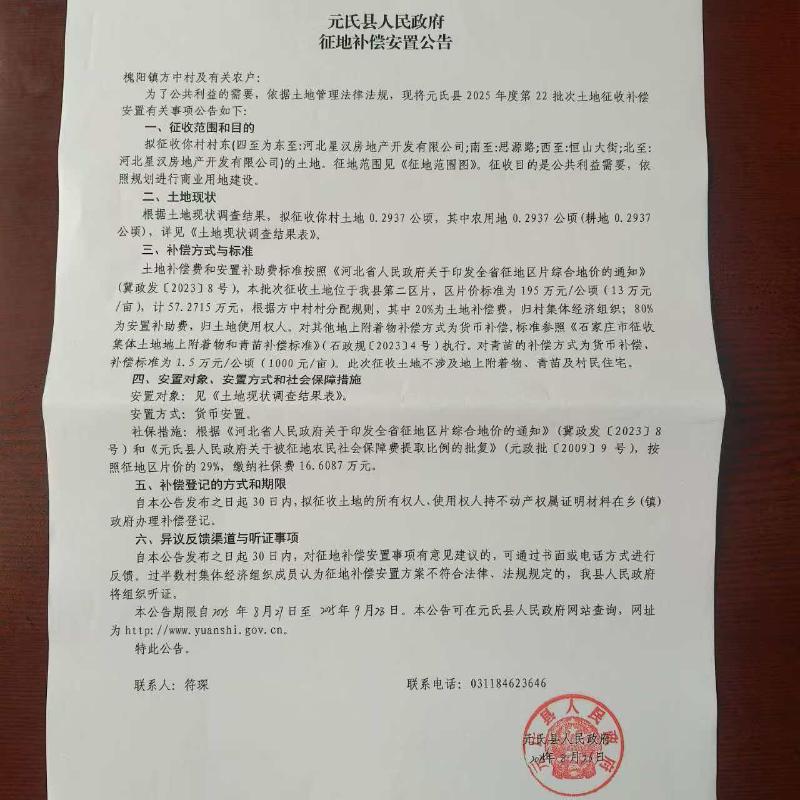 元氏县人民政府
征地补偿安置公告
槐阳镇方中村及有关农户：
为了公共利益的需要，依据土地管理法律法规，现将元氏县2025年度第22批次土地征收补偿
安置有关事项公告如下：
一、征收范围和目的
拟征收你村村东(四至为东至:河北星汉房地产开发有限公司;南至:思源路;西至:恒山大街;北至:
河北星汉房地产开发有限公司)的土地。征地范围见《征地范围图》。征收目的是公共利益需要，依
照规划进行商业用地建设。
二、土地现状
根据土地现状调查结果，拟征收你村土地0.2937公顷，其中农用地0.2937公顷(耕地0.2937
公顷)，详见《土地现状调查结果表》。
三、补偿方式与标准
土地补偿费和安置补助费标准按照《河北省人民政府关于印发全省征地区片综合地价的通知》
(冀政发〔2023〕8号)，本批次征收土地位于我县第二区片，区片价标准为195万元/公顷(13万元
/亩)，计57.2715万元，根据方中村村分配规则，其中20%为土地补偿费，归村集体经济组织；80%
为安置补助费，归土地使用权人。对其他地上附着物补偿方式为货币补偿,标准参照《石家庄市征收
集体土地地上附着物和青苗补偿标准》(石政规〔2023〕4号)执行。对青苗的补偿方式为货币补偿、
补偿标准为1.5万元/公顷(1000元/亩)。此次征收土地不涉及地上附着物、青苗及村民住宅。
四、安置对象、安置方式和社会保障措施
安置对象：见《土地现状调查结果表》。
安置方式：货币安置。
社保措施：根据《河北省人民政府关于印发全省征地区片综合地价的通知》(冀政发〔2023〕8
号)和《元氏县人民政府关于被征地农民社会保障费提取比例的批复》(元政批〔2009〕9号)，按
照征地区片价的29%，缴纳社保费16.6087万元。
五、补偿登记的方式和期限
自本公告发布之日起30日内，拟征收土地的所有权人、使用权人持不动产权属证明材料在乡(镇)
政府办理补偿登记。
六、异议反馈渠道与听证事项
自本公告发布之日起30日内，对征地补偿安置事项有意见建议的，可通过书面或电话方式进行
反馈。过半数村集体经济组织成员认为征地补偿安置方案不符合法律、法规规定的，我县人民政府
将组织听证。
本公告期限自2025年8月27日至2025年9月28日。本公告可在元氏县人民政府网站查询，网址
为http://www.yuanshi.gov.cn。
特此公告。
联系人：符琛
联系电话：031184623646
元氏县人民政府
2025年8月26日
元氏县人民政府